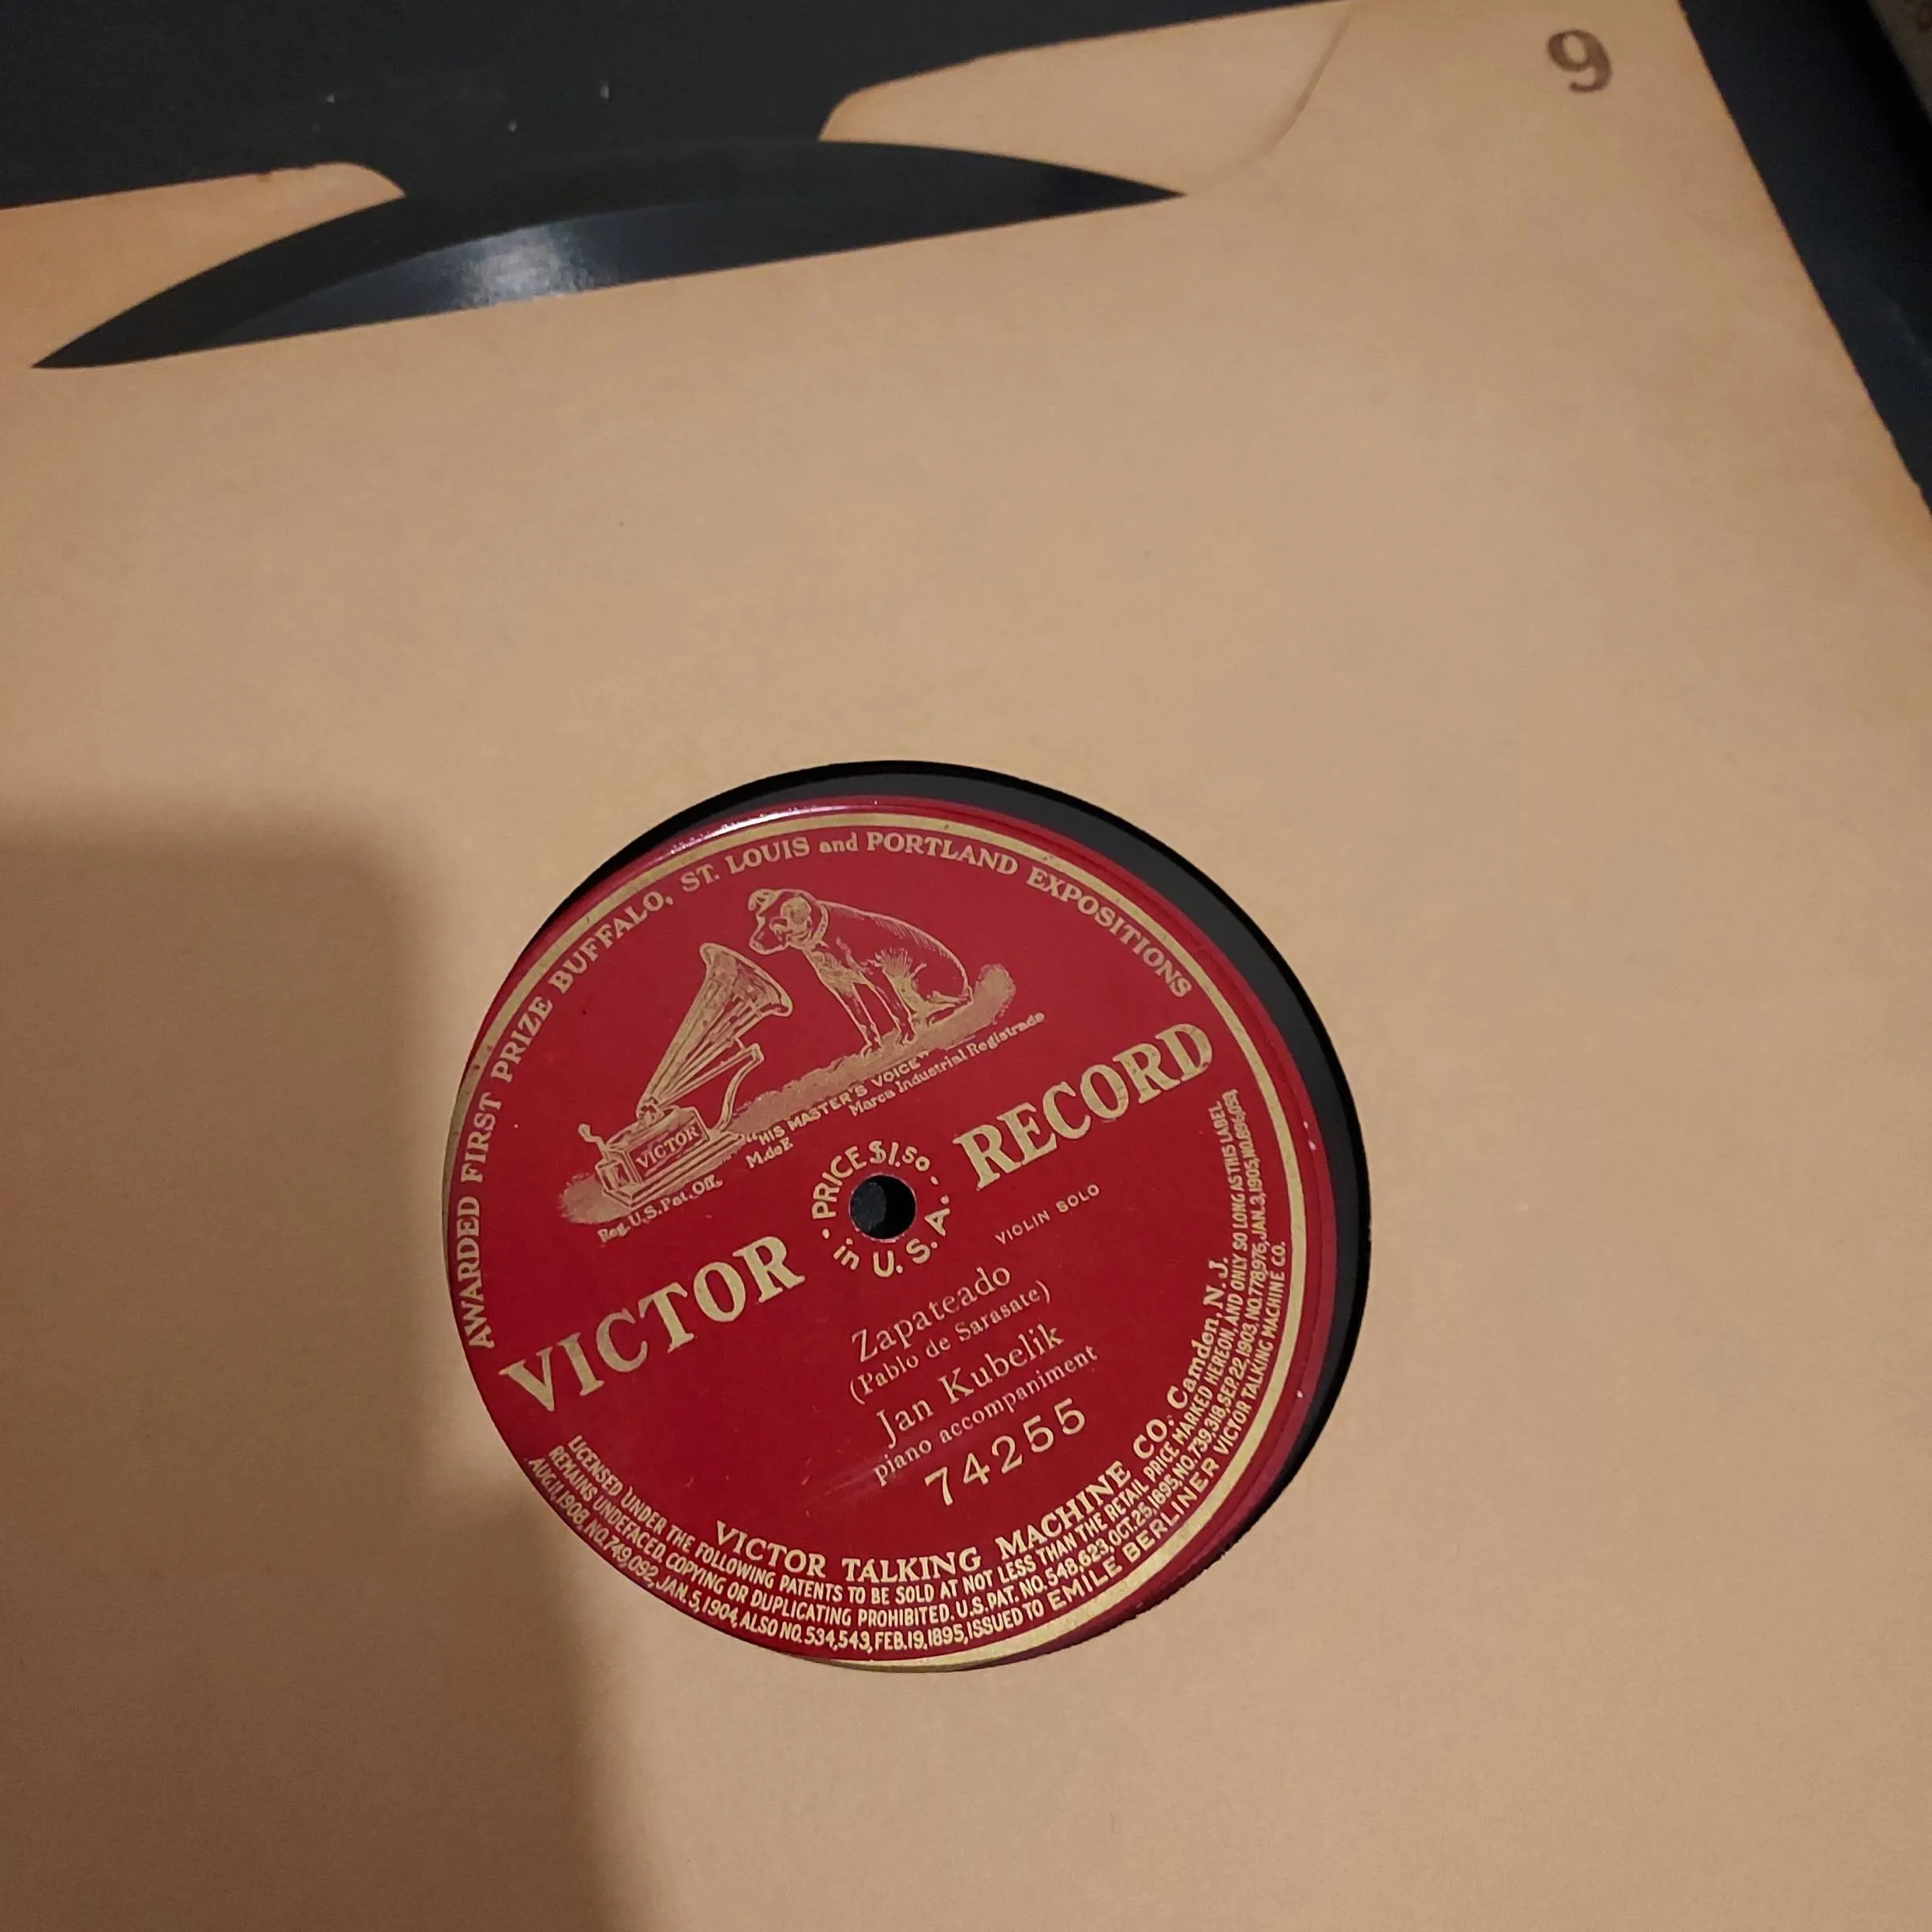 9
AWARDED FIRST PRIZE BUFFALO, ST. LOUIS and PORTLAND EXPOSITIONS
VICTOR
"HIS MASTER'S VOICE"
Reg. U.S. Pat. Off.
M. de F.
Marca Industrial Registrada
VICTOR RECORD
PRICE $1.50
in U.S.A.
VIOLIN SOLO
Zapateado
(Pablo de Sarasate)
Jan Kubelik
piano accompaniment
74255
VICTOR TALKING MACHINE CO. Camden, N. J.
LICENSED UNDER THE FOLLOWING PATENTS TO BE SOLD AT NOT LESS THAN THE RETAIL PRICE MARKED HEREON, AND ONLY SO LONG AS THIS LABEL
REMAINS UNDEFACED, COPYING OR DUPLICATING PROHIBITED. U.S. PAT. NO. 548,623, OCT. 25, 1895, NO. 739,318, SEP. 22, 1903, NO. 778,976, JAN. 3, 1905,
AUG. 11, 1908, NO. 749,092, JAN. 5, 1904, ALSO NO. 534,543, FEB. 19, 1895, ISSUED TO EMILE BERLINER VICTOR TALKING MACHINE CO.